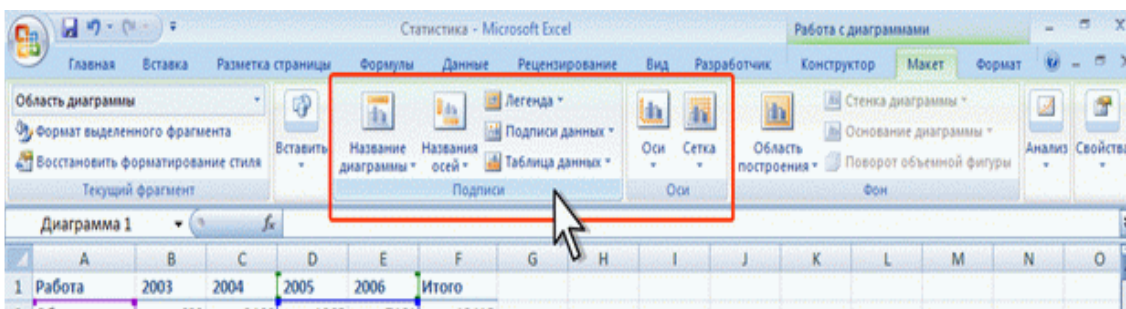 Статистика - Microsoft Excel Работа с диаграммами
Главная Вставка Разметка страницы Формулы Данные Рецензирование Вид Разработчик Конструктор Макет Формат
Область диаграммы
Формат выделенного фрагмента
Восстановить форматирование стиля
Текущий фрагмент
Вставить
Название диаграммы
Названия осей
Легенда
Подписи данных
Таблица данных
Подписи
Оси Сетка
Оси
Область построения
Стенка диаграммы
Основание диаграммы
Поворот объемной фигуры
Фон
Анализ
Свойства
Диаграмма 1 fx
A B C D E F G H I J K L M N O
1 Работа 2003 2004 2005 2006 Итого